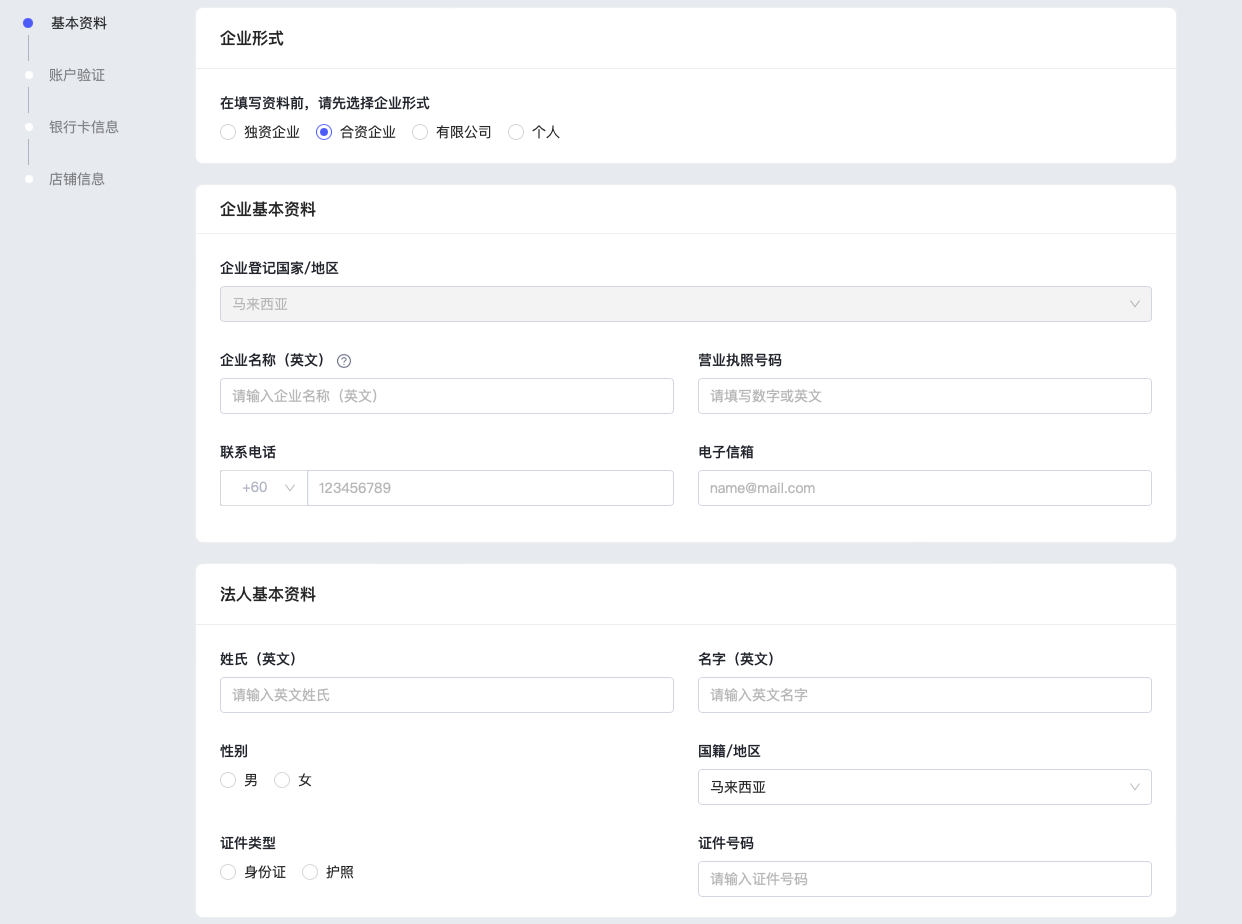 基本资料
账户验证
银行卡信息
店铺信息
企业形式
在填写资料前，请先选择企业形式
独资企业 合资企业 有限公司 个人
企业基本资料
企业登记国家/地区
马来西亚
企业名称（英文） ? 营业执照号码
请输入企业名称（英文） 请填写数字或英文
联系电话 电子信箱
+60 123456789 name@mail.com
法人基本资料
姓氏（英文） 名字（英文）
请输入英文姓氏 请输入英文名字
性别 国籍/地区
男 女 马来西亚
证件类型 证件号码
身份证 护照 请输入证件号码